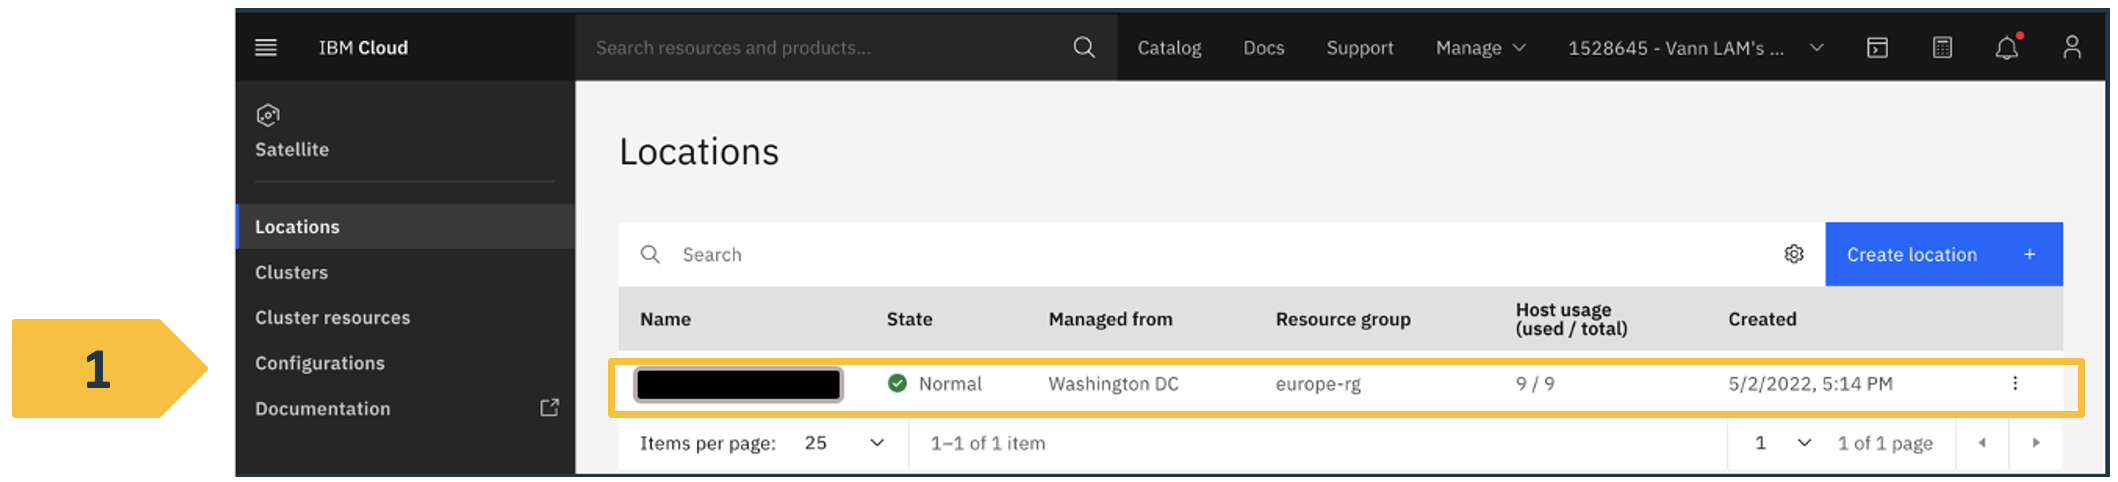 IBM Cloud
Search resources and products...
Catalog
Docs
Support
Manage
1528645 - Vann LAM's ...
Satellite
Locations
Clusters
Cluster resources
Configurations
Documentation
1
Locations
Search
Create location +
Name State Managed from Resource group Host usage (used / total) Created
Normal Washington DC europe-rg 9 / 9 5/2/2022, 5:14 PM
Items per page: 25 1–1 of 1 item 1 1 of 1 page